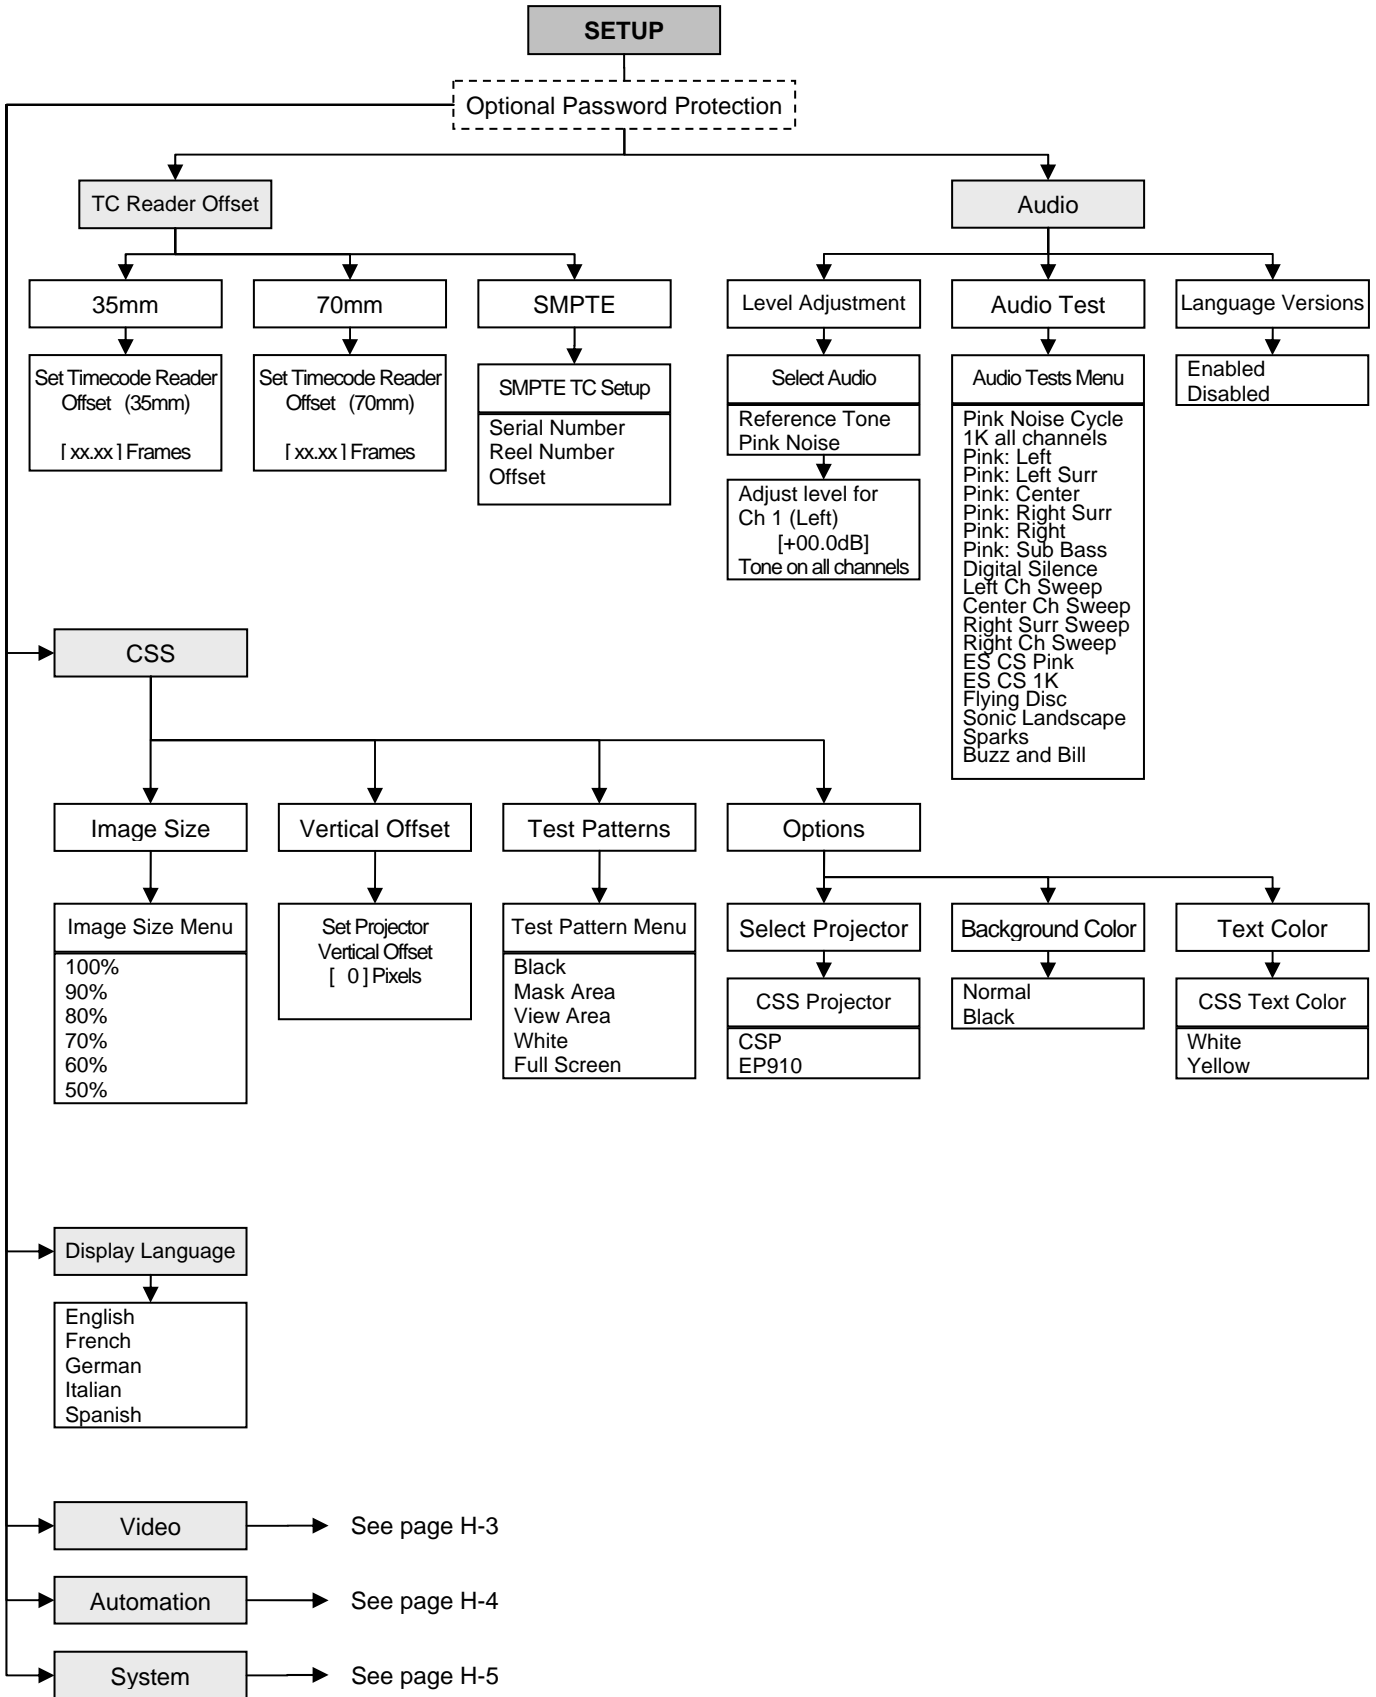 SETUP
Optional Password Protection
TC Reader Offset
Audio
35mm
70mm
SMPTE
Level Adjustment
Audio Test
Language Versions
Set Timecode Reader
Offset (35mm)
[ xx.xx ] Frames
Set Timecode Reader
Offset (70mm)
[ xx.xx ] Frames
SMPTE TC Setup
Serial Number
Reel Number
Offset
Select Audio
Reference Tone
Pink Noise
Adjust level for
Ch 1 (Left)
[+00.0dB]
Tone on all channels
Audio Tests Menu
Pink Noise Cycle
1K all channels
Pink: Left
Pink: Left Surr
Pink: Center
Pink: Right Surr
Pink: Right
Pink: Sub Bass
Digital Silence
Left Ch Sweep
Center Ch Sweep
Right Surr Sweep
Right Ch Sweep
ES CS Pink
ES CS 1K
Flying Disc
Sonic Landscape
Sparks
Buzz and Bill
Enabled
Disabled
CSS
Image Size
Vertical Offset
Test Patterns
Options
Image Size Menu
100%
90%
80%
70%
60%
50%
Set Projector
Vertical Offset
[ 0 ] Pixels
Test Pattern Menu
Black
Mask Area
View Area
White
Full Screen
Select Projector
Background Color
Text Color
CSS Projector
CSP
EP910
Normal
Black
CSS Text Color
White
Yellow
Display Language
English
French
German
Italian
Spanish
Video
See page H-3
Automation
See page H-4
System
See page H-5